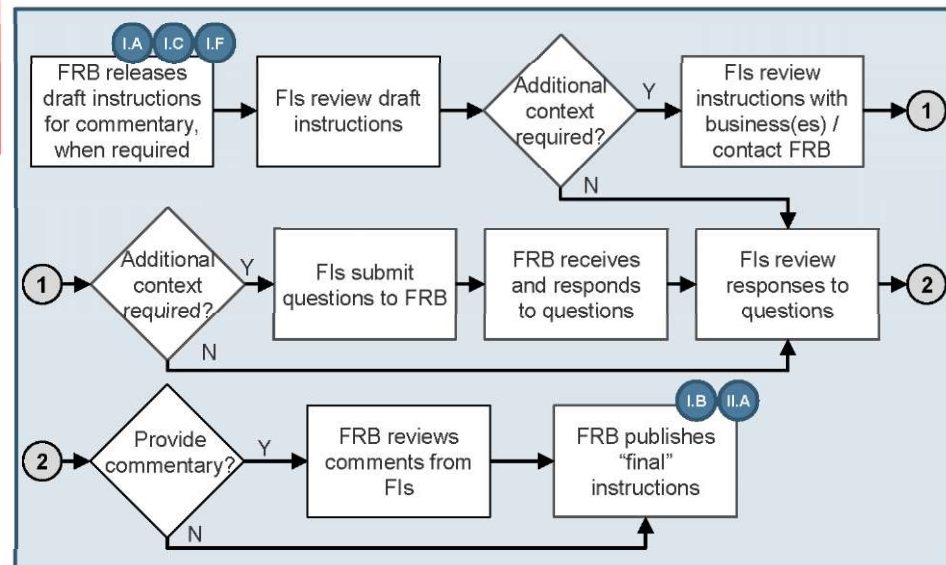 I.A I.C I.F
FRB releases
draft instructions
for commentary,
when required
FIs review draft
instructions
Additional
context
required?
Y
N
FIs review
instructions with
business(es) /
contact FRB
1
1
Additional
context
required?
Y
N
FIs submit
questions to FRB
FRB receives
and responds
to questions
FIs review
responses to
questions
2
2
Provide
commentary?
Y
N
FRB reviews
comments from
FIs
I.B II.A
FRB publishes
“final”
instructions